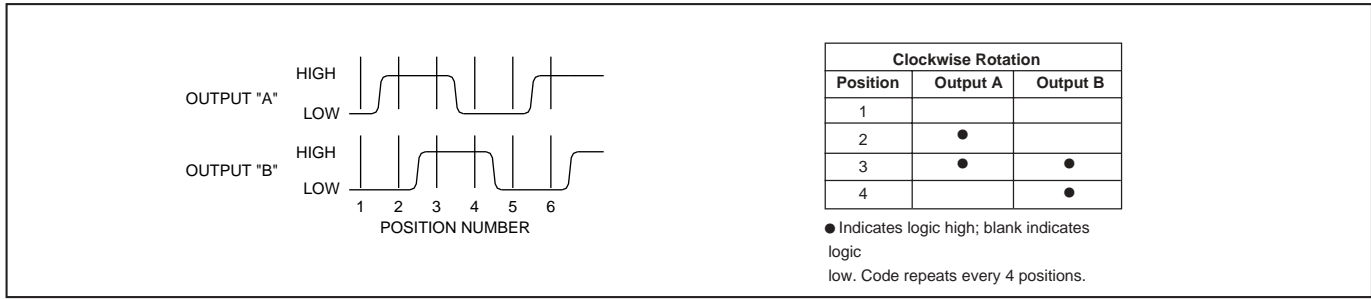 OUTPUT "A"
HIGH
LOW
OUTPUT "B"
HIGH
LOW
1 2 3 4 5 6
POSITION NUMBER
Clockwise Rotation
Position Output A Output B
1
2 ●
3 ● ●
4 ●
● Indicates logic high; blank indicates
logic
low. Code repeats every 4 positions.